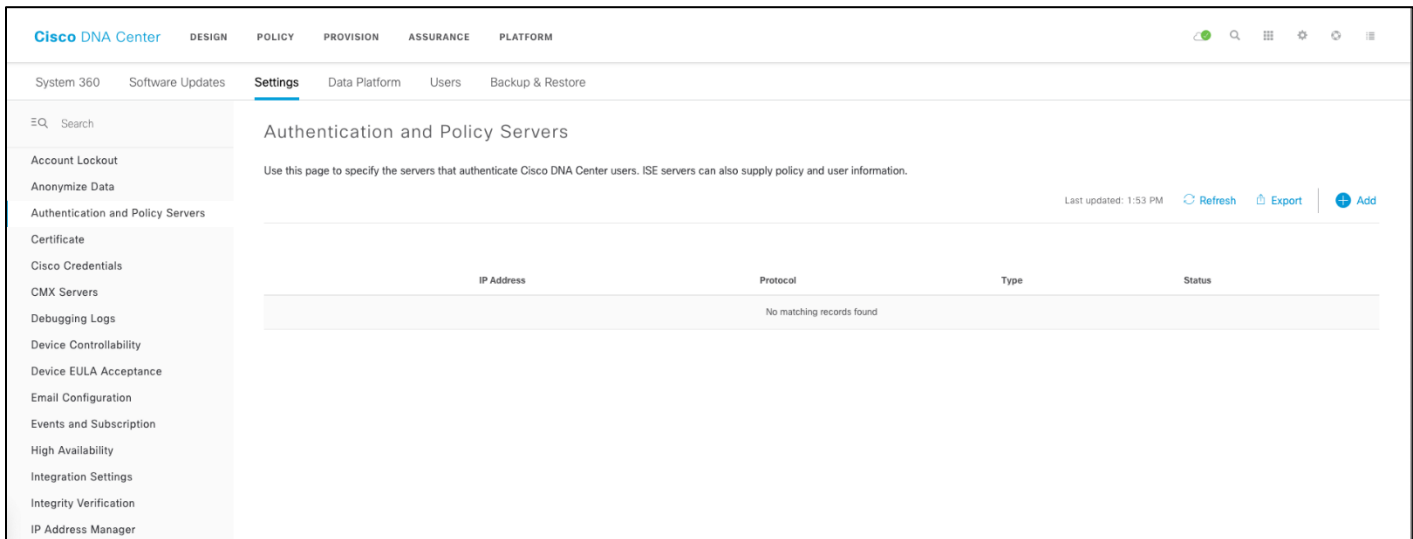 Cisco DNA Center DESIGN POLICY PROVISION ASSURANCE PLATFORM
System 360 Software Updates Settings Data Platform Users Backup & Restore
Search
Account Lockout
Anonymize Data
Authentication and Policy Servers
Certificate
Cisco Credentials
CMX Servers
Debugging Logs
Device Controllability
Device EULA Acceptance
Email Configuration
Events and Subscription
High Availability
Integration Settings
Integrity Verification
IP Address Manager
Authentication and Policy Servers
Use this page to specify the servers that authenticate Cisco DNA Center users. ISE servers can also supply policy and user information.
Last updated: 1:53 PM Refresh Export Add
IP Address Protocol Type Status
No matching records found